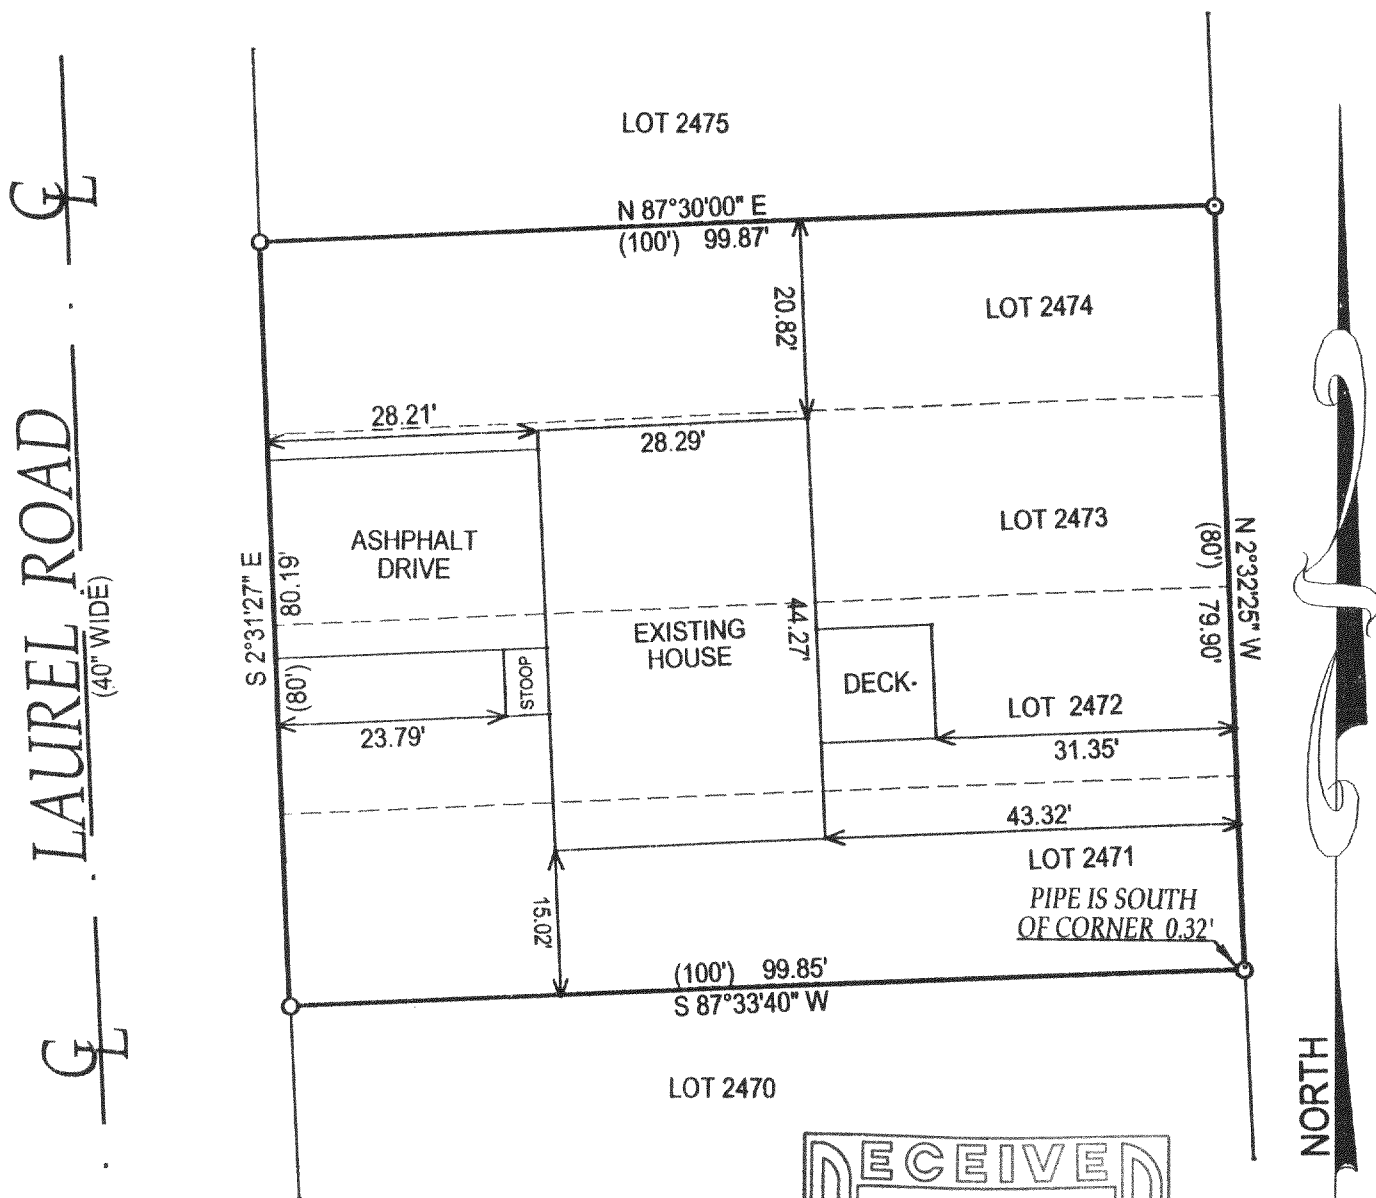 LOT 2475
N 87°30'00" E
(100') 99.87'
20.82'
LOT 2474
28.21'
28.29'
LOT 2473
ASHPHALT
DRIVE
S 2°31'27" E
80.19'
(80')
N 2°32'25" W
(80') 79.90'
LAUREL ROAD
(40" WIDE)
EXISTING
HOUSE
44.27'
STOOP
DECK
LOT 2472
23.79'
31.35'
43.32'
LOT 2471
PIPE IS SOUTH
OF CORNER 0.32'
15.02'
(100') 99.85'
S 87°33'40" W
LOT 2470
NORTH
RECEIVED
CL
CL